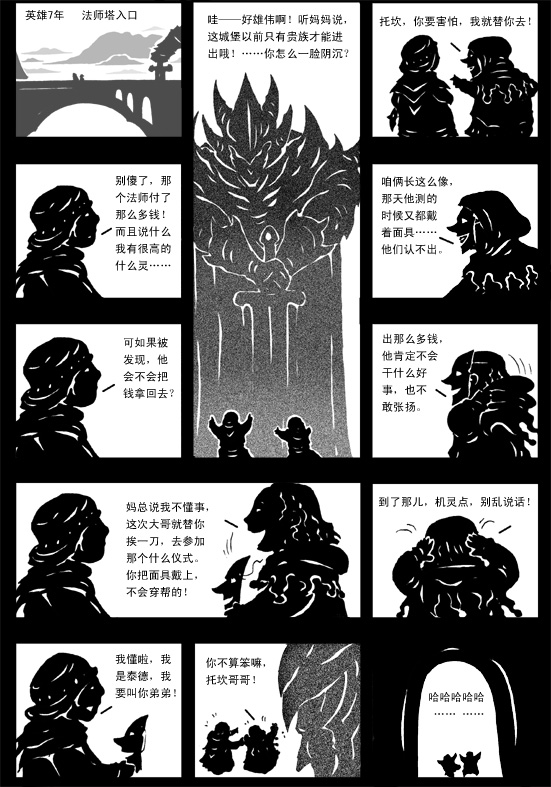 英雄7年 法师塔入口
哇——好雄伟啊！听妈妈说，
这城堡以前只有贵族才能进
出哦！……你怎么一脸阴沉？
托坎，你要害怕，我就替你去！
别傻了，那
个法师付了
那么多钱！
而且说什么
我有很高的
什么灵……
咱俩长这么像，
那天他测的
时候又都戴
着面具……
他们认不出。
可如果被
发现，他
会不会把
钱拿回去？
出那么多钱，
他肯定不会
干什么好
事，也不
敢张扬。
妈总说我不懂事，
这次大哥就替你
挨一刀，去参加
那个什么仪式。
你把面具戴上，
不会穿帮的！
到了那儿，机灵点，别乱说话！
我懂啦，我
是泰德，我
要叫你弟弟！
你不算笨嘛，
托坎哥哥！
哈哈哈哈哈
…… ……